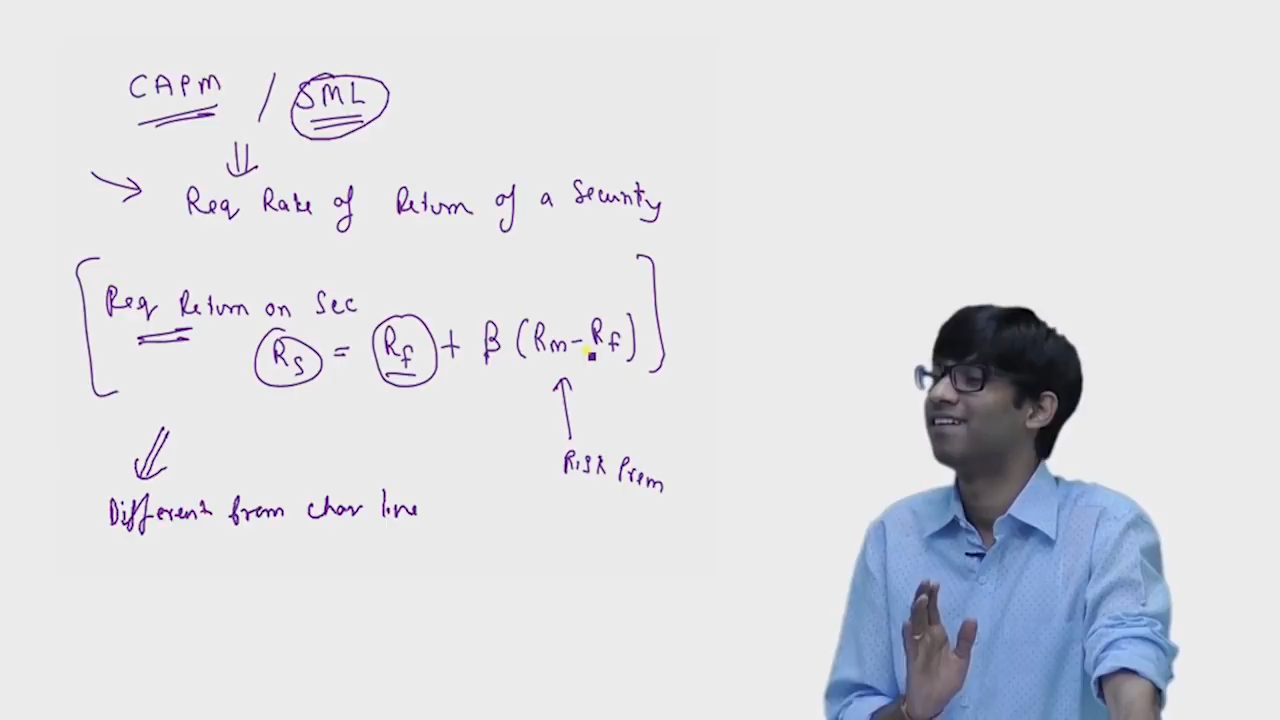 CAPM / SML
Req Rate of Return of a Security
Req Return on Sec
Rs = Rf + β (Rm - Rf)
Risk Prem
Different from char line